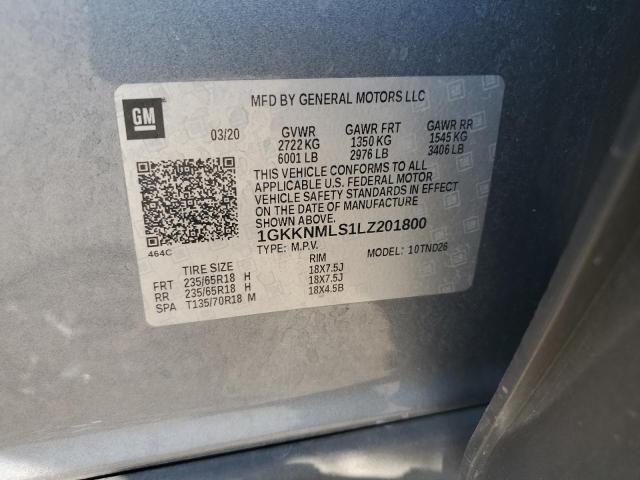 GM
MFD BY GENERAL MOTORS LLC
03/20 GVWR GAWR FRT GAWR RR
2722 KG 1350 KG 1545 KG
6001 LB 2976 LB 3406 LB
THIS VEHICLE CONFORMS TO ALL
APPLICABLE U.S. FEDERAL MOTOR
VEHICLE SAFETY STANDARDS IN EFFECT
ON THE DATE OF MANUFACTURE
SHOWN ABOVE.
464C
1GKKNMLS1LZ201800
TYPE: M.P.V. MODEL: 10TND26
TIRE SIZE RIM
FRT 235/65R18 H 18X7.5J
RR 235/65R18 H 18X7.5J
SPA T135/70R18 M 18X4.5B